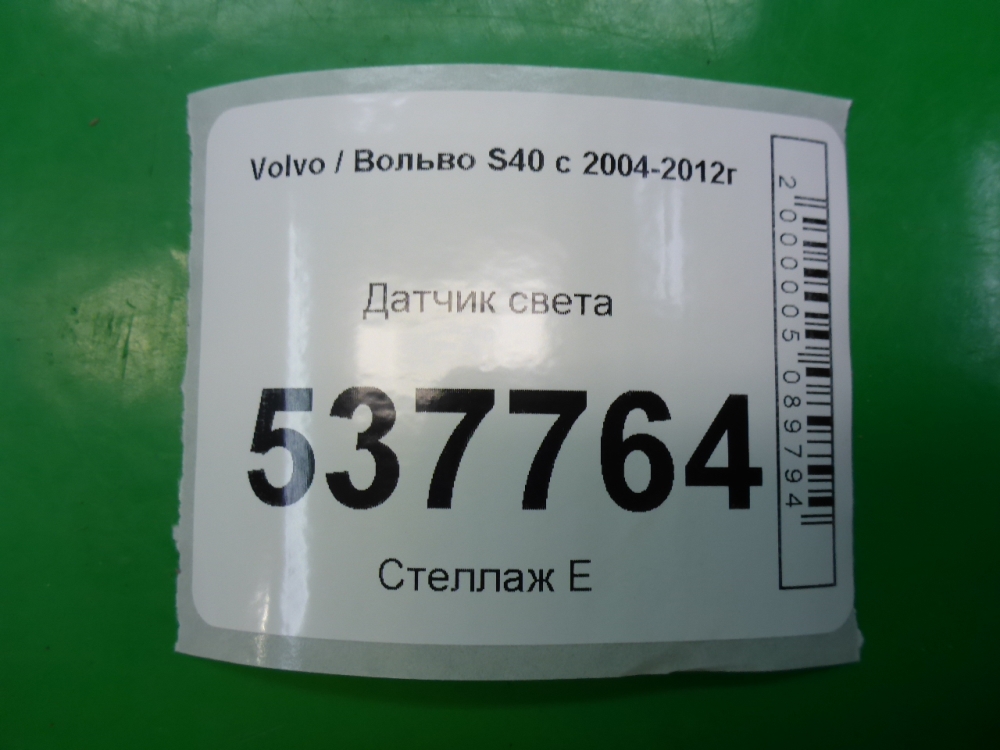 Volvo / Вольво S40 с 2004-2012г
Датчик света
537764
Стеллаж Е
2000005089794